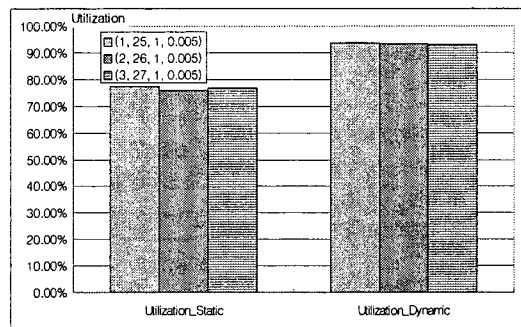 Utilization
100.00%
90.00%
80.00%
70.00%
60.00%
50.00%
40.00%
30.00%
20.00%
10.00%
0.00%
(1, 25, 1, 0.005)
(2, 26, 1, 0.005)
(3, 27, 1, 0.005)
Utilization_Static
Utilization_Dynamic